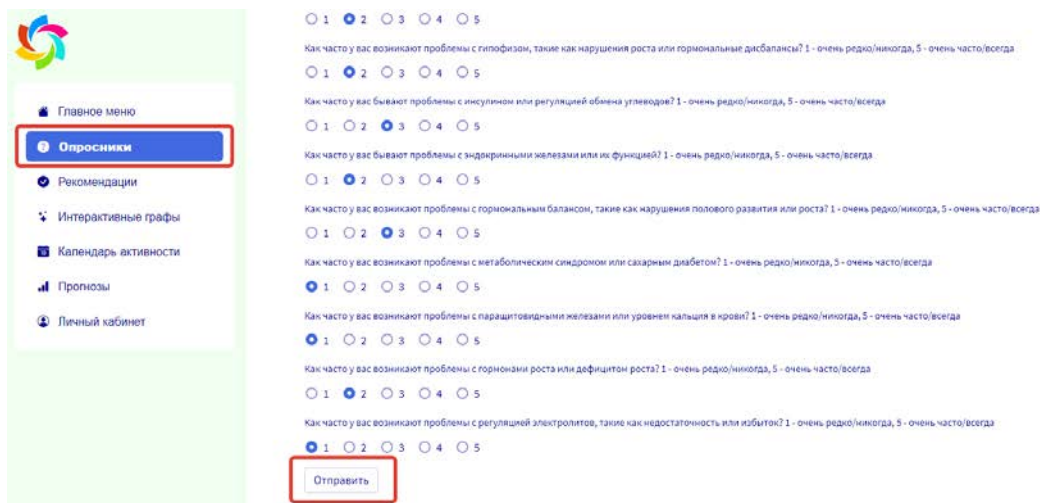 1 2 3 4 5
Как часто у вас возникают проблемы с гипофизом, такие как нарушения роста или гормональные дисбалансы? 1 - очень редко/никогда, 5 - очень часто/всегда
1 2 3 4 5
Как часто у вас бывают проблемы с инсулином или регуляцией обмена углеводов? 1 - очень редко/никогда, 5 - очень часто/всегда
1 2 3 4 5
Как часто у вас бывают проблемы с эндокринными железами или их функцией? 1 - очень редко/никогда, 5 - очень часто/всегда
1 2 3 4 5
Как часто у вас возникают проблемы с гормональным балансом, такие как нарушения полового развития или роста? 1 - очень редко/никогда, 5 - очень часто/всегда
1 2 3 4 5
Как часто у вас возникают проблемы с метаболическим синдромом или сахарным диабетом? 1 - очень редко/никогда, 5 - очень часто/всегда
1 2 3 4 5
Как часто у вас возникают проблемы с паращитовидными железами или уровнем кальция в крови? 1 - очень редко/никогда, 5 - очень часто/всегда
1 2 3 4 5
Как часто у вас возникают проблемы с гормонами роста или дефицитом роста? 1 - очень редко/никогда, 5 - очень часто/всегда
1 2 3 4 5
Как часто у вас возникают проблемы с регуляцией электролитов, такие как недостаточность или избыток? 1 - очень редко/никогда, 5 - очень часто/всегда
1 2 3 4 5
Отправить
Главное меню
Опросники
Рекомендации
Интерактивные графы
Календарь активности
Прогнозы
Личный кабинет